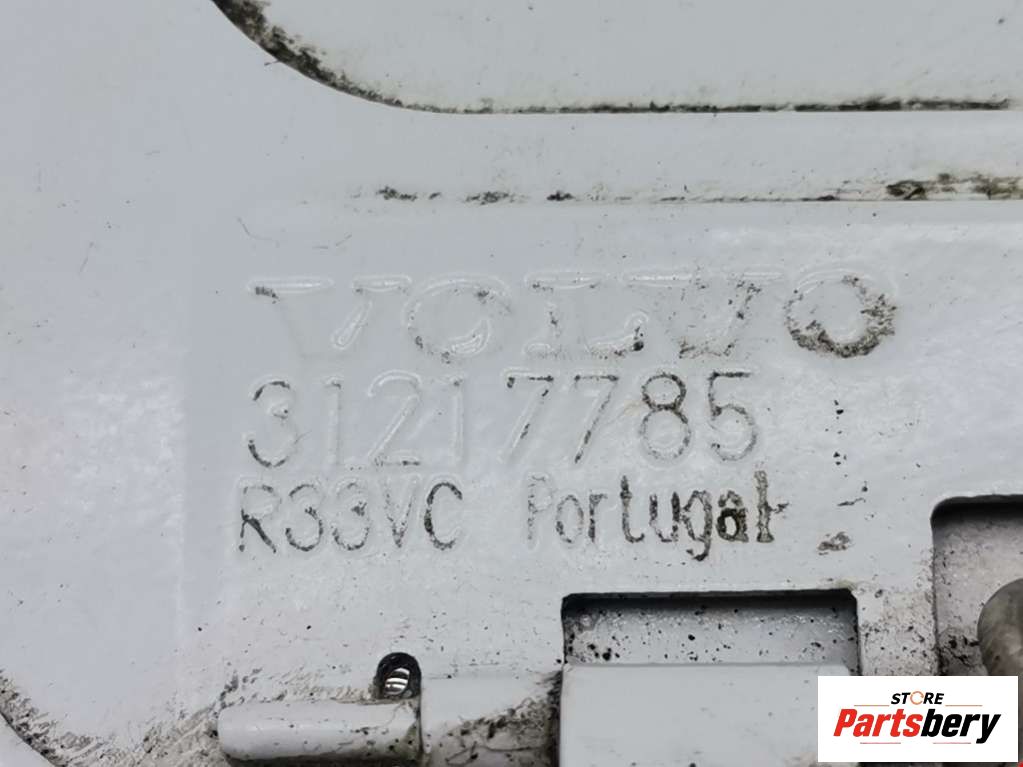 VOLVO
31217785
R33VC Portugal
STORE
Partsbery